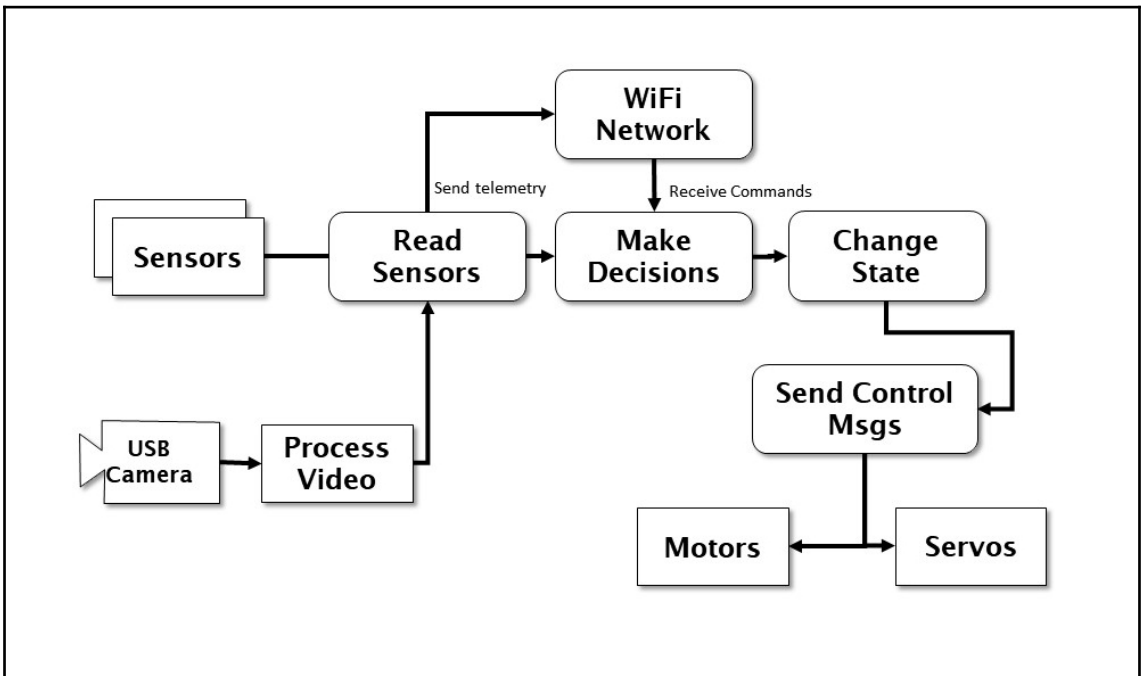 WiFi
Network
Send telemetry
Receive Commands
Sensors
Read
Sensors
Make
Decisions
Change
State
Send Control
Msgs
USB
Camera
Process
Video
Motors
Servos